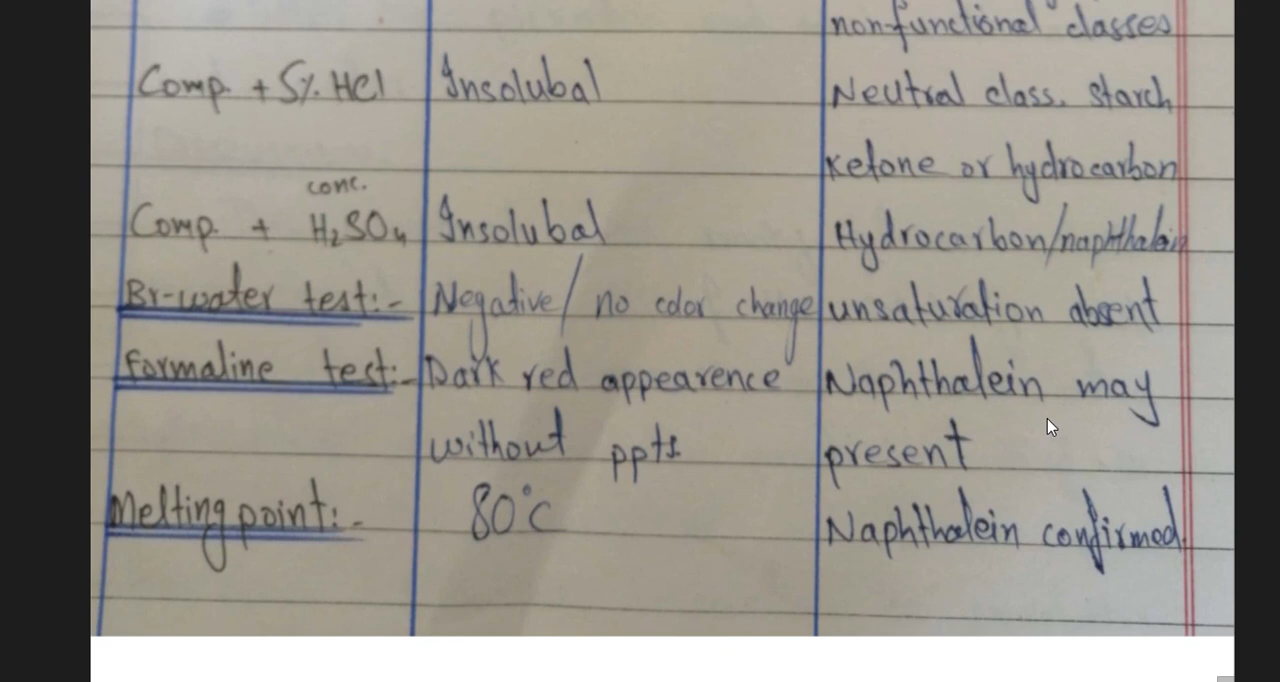 non-functional classes
Comp. + 5%. HCl Insolubal Neutral class. Starch
Ketone or hydrocarbon
conc.
Comp. + H₂SO₄ Insolubal Hydrocarbon/naphthalein
Br-water test:- Negative/ no color change unsaturation absent
Formaline test:- Dark red appearence Naphthalein may
without ppts. present
Melting point:- 80°C Naphthalein confirmed.